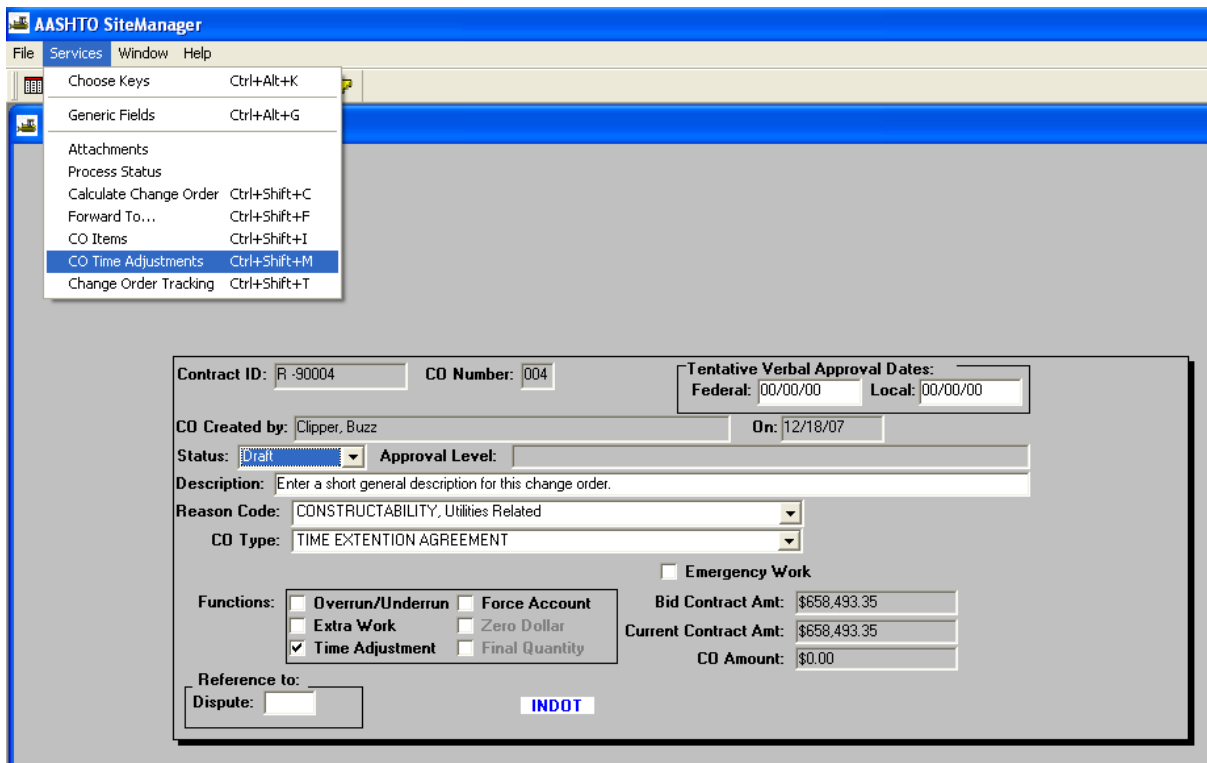 AASHTO SiteManager
File Services Window Help
Choose Keys Ctrl+Alt+K
Generic Fields Ctrl+Alt+G
Attachments
Process Status
Calculate Change Order Ctrl+Shift+C
Forward To... Ctrl+Shift+F
CO Items Ctrl+Shift+I
CO Time Adjustments Ctrl+Shift+M
Change Order Tracking Ctrl+Shift+T
Contract ID: R -90004 CO Number: 004 Tentative Verbal Approval Dates:
Federal: 00/00/00 Local: 00/00/00
CO Created by: Clipper, Buzz On: 12/18/07
Status: Draft Approval Level:
Description: Enter a short general description for this change order.
Reason Code: CONSTRUCTABILITY, Utilities Related
CO Type: TIME EXTENTION AGREEMENT
Emergency Work
Functions: Overrun/Underrun Force Account Bid Contract Amt: $658,493.35
Extra Work Zero Dollar Current Contract Amt: $658,493.35
Time Adjustment Final Quantity CO Amount: $0.00
Reference to:
Dispute:
INDOT